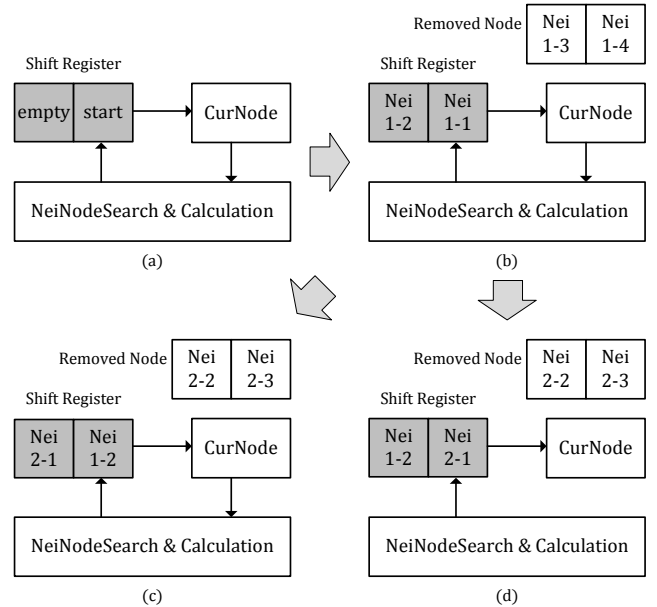 Shift Register
empty start
CurNode
NeiNodeSearch & Calculation
(a)
Removed Node
Nei Nei
1-3 1-4
Shift Register
Nei Nei
1-2 1-1
CurNode
NeiNodeSearch & Calculation
(b)
Removed Node
Nei Nei
2-2 2-3
Shift Register
Nei Nei
2-1 1-2
CurNode
NeiNodeSearch & Calculation
(c)
Removed Node
Nei Nei
2-2 2-3
Shift Register
Nei Nei
1-2 2-1
CurNode
NeiNodeSearch & Calculation
(d)